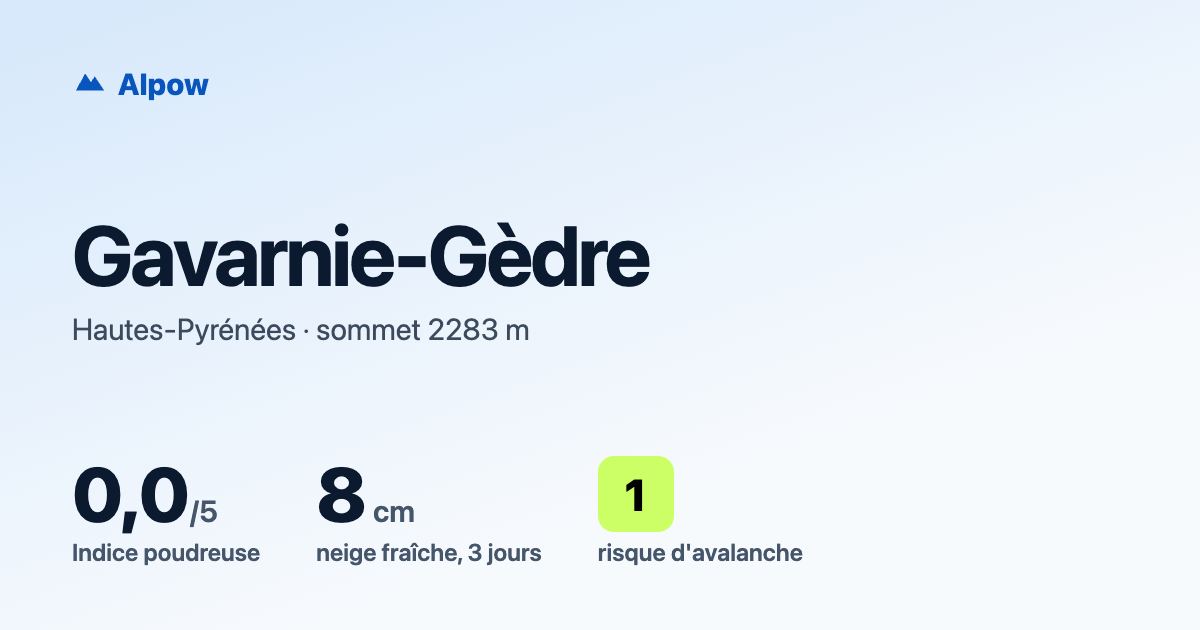 Alpow
Gavarnie-Gèdre
Hautes-Pyrénées · sommet 2283 m
0,0/5
Indice poudreuse
8 cm
neige fraîche, 3 jours
1
risque d'avalanche